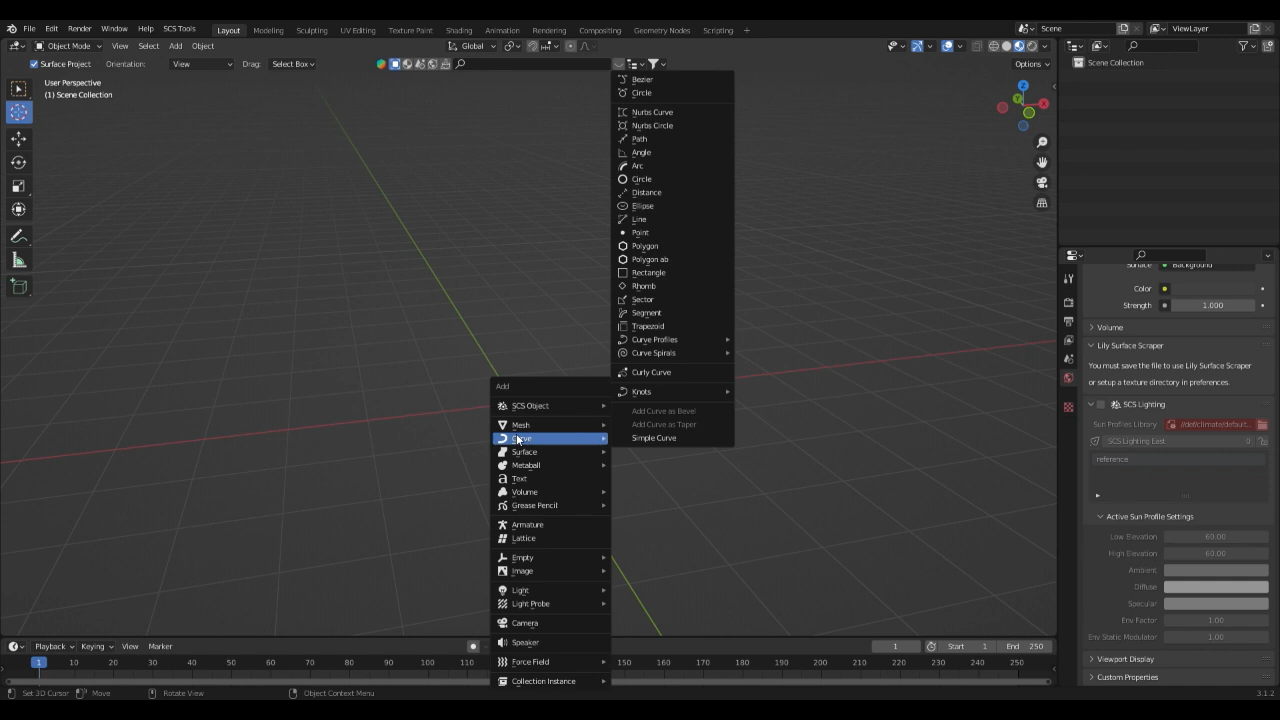 File Edit Render Window Help SCS Tools Layout Modeling Sculpting UV Editing Texture Paint Shading Animation Rendering Compositing Geometry Nodes Scripting + Scene ViewLayer
Object Mode View Select Add Object Global
Surface Project Orientation: View Drag: Select Box Options
Scene Collection
User Perspective
(1) Scene Collection
Bezier
Circle
Nurbs Curve
Nurbs Circle
Path
Angle
Arc
Circle
Distance
Ellipse
Line
Point
Polygon
Polygon ab
Rectangle
Rhomb
Sector
Segment
Trapezoid
Curve Profiles
Curve Spirals
Curly Curve
Knots
Add Curve as Bevel
Add Curve as Taper
Simple Curve
Add
SCS Object
Mesh
Curve
Surface
Metaball
Text
Volume
Grease Pencil
Armature
Lattice
Empty
Image
Light
Light Probe
Camera
Speaker
Force Field
Collection Instance
Surface Background
Color
Strength 1.000
Volume
Lily Surface Scraper
You must save the file to use Lily Surface Scraper
or setup a texture directory in preferences.
SCS Lighting
Sun Profiles Library //def/climate/default...
SCS Lighting East 0
reference
Active Sun Profile Settings
Low Elevation 60.00
High Elevation 60.00
Ambient
Diffuse
Specular
Env Factor 1.00
Env Static Modulator 1.00
Viewport Display
Custom Properties
Playback Keying View Marker 1 Start 1 End 250
1 10 20 30 40 50 60 70 80 90 100 110 150 160 170 180 190 200 210 220 230 240 250
Set 3D Cursor Move Rotate View Object Context Menu 3.1.2